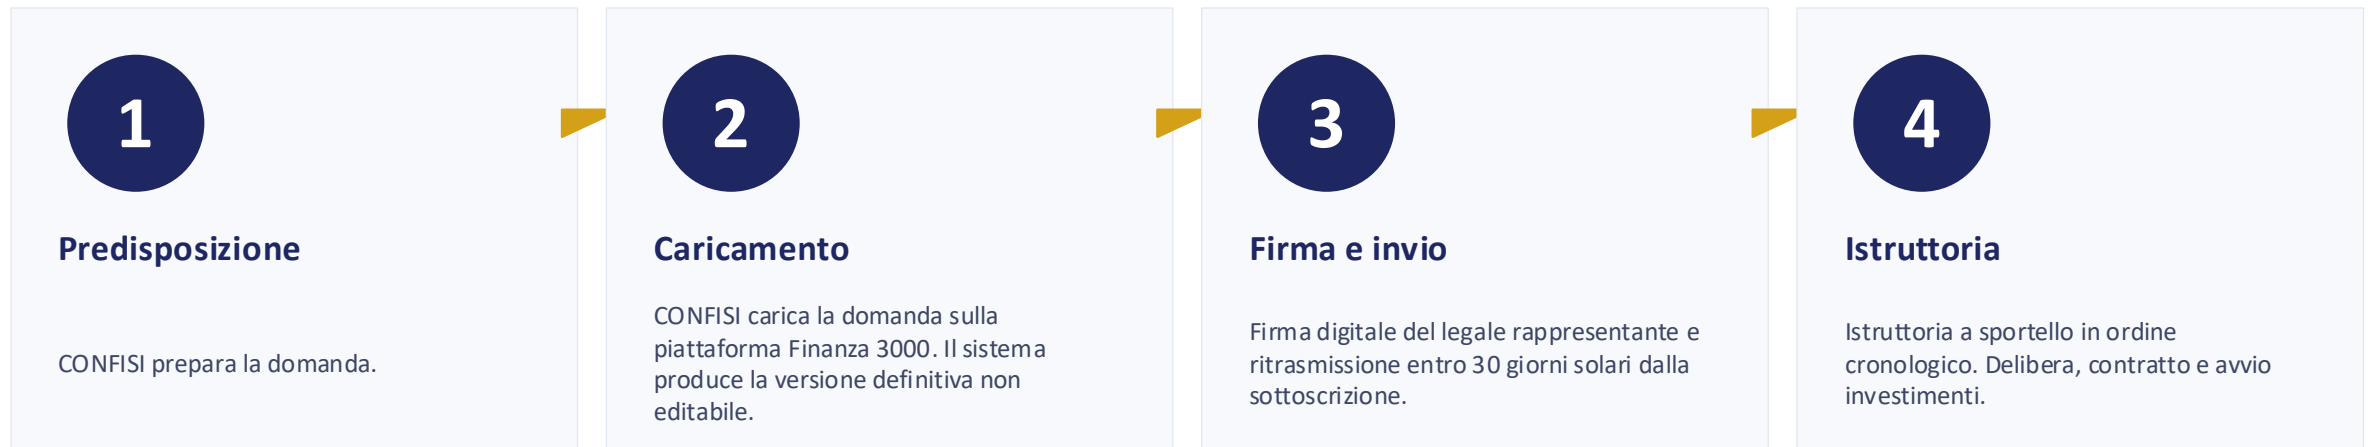 1
Predisposizione
CONFISI prepara la domanda.
2
Caricamento
CONFISI carica la domanda sulla
piattaforma Finanza 3000. Il sistema
produce la versione definitiva non
editabile.
3
Firma e invio
Firma digitale del legale rappresentante e
ritrasmissione entro 30 giorni solari dalla
sottoscrizione.
4
Istruttoria
Istruttoria a sportello in ordine
cronologico. Delibera, contratto e avvio
investimenti.